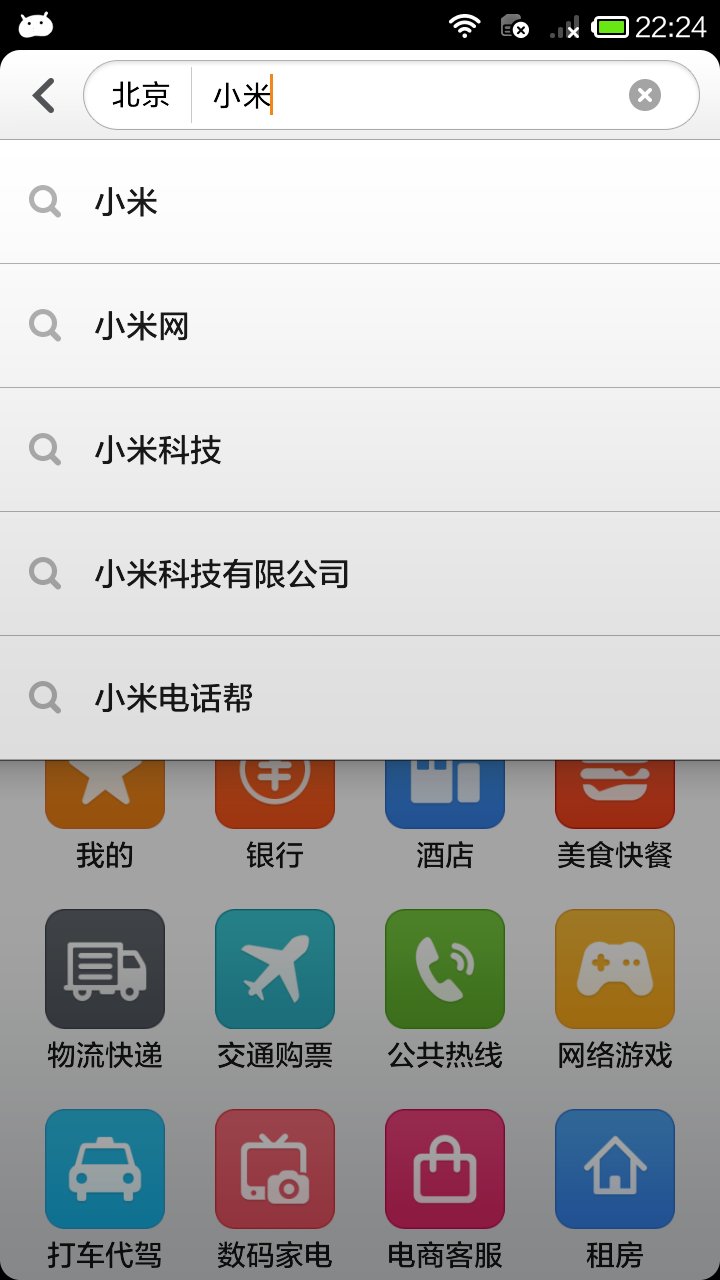 22:24
北京 小米
小米
小米网
小米科技
小米科技有限公司
小米电话帮
我的 银行 酒店 美食快餐
物流快递 交通购票 公共热线 网络游戏
打车代驾 数码家电 电商客服 租房